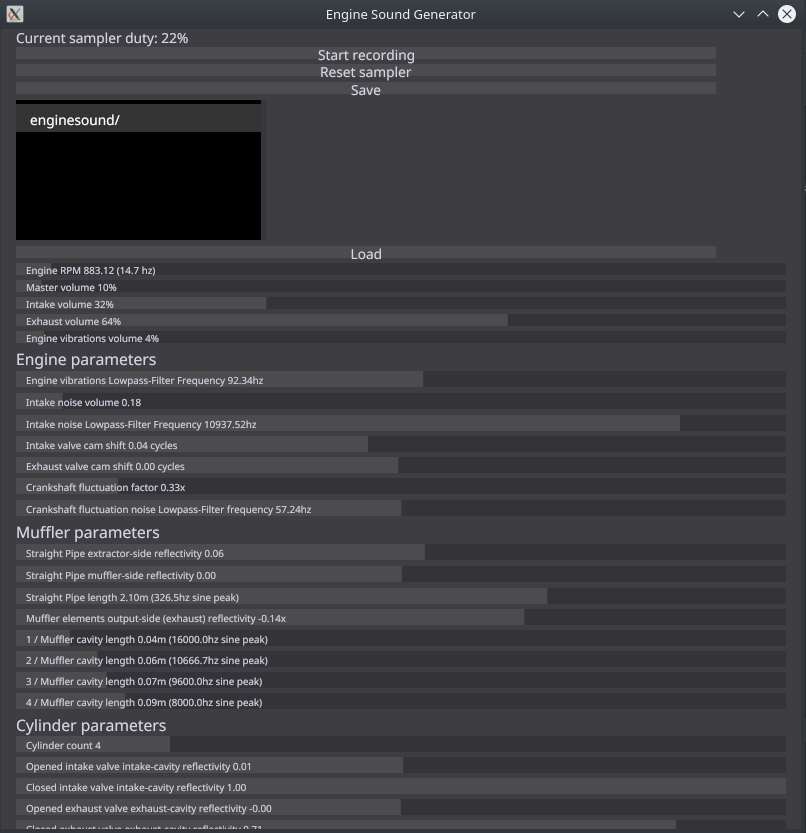 Engine Sound Generator
Current sampler duty: 22%
Start recording
Reset sampler
Save
enginesound/
Load
Engine RPM 883.12 (14.7 hz)
Master volume 10%
Intake volume 32%
Exhaust volume 64%
Engine vibrations volume 4%
Engine parameters
Engine vibrations Lowpass-Filter Frequency 92.34hz
Intake noise volume 0.18
Intake noise Lowpass-Filter Frequency 10937.52hz
Intake valve cam shift 0.04 cycles
Exhaust valve cam shift 0.00 cycles
Crankshaft fluctuation factor 0.33x
Crankshaft fluctuation noise Lowpass-Filter frequency 57.24hz
Muffler parameters
Straight Pipe extractor-side reflectivity 0.06
Straight Pipe muffler-side reflectivity 0.00
Straight Pipe length 2.10m (326.5hz sine peak)
Muffler elements output-side (exhaust) reflectivity -0.14x
1 / Muffler cavity length 0.04m (16000.0hz sine peak)
2 / Muffler cavity length 0.06m (10666.7hz sine peak)
3 / Muffler cavity length 0.07m (9600.0hz sine peak)
4 / Muffler cavity length 0.09m (8000.0hz sine peak)
Cylinder parameters
Cylinder count 4
Opened intake valve intake-cavity reflectivity 0.01
Closed intake valve intake-cavity reflectivity 1.00
Opened exhaust valve exhaust-cavity reflectivity -0.00
Closed exhaust valve exhaust-cavity reflectivity 0.71